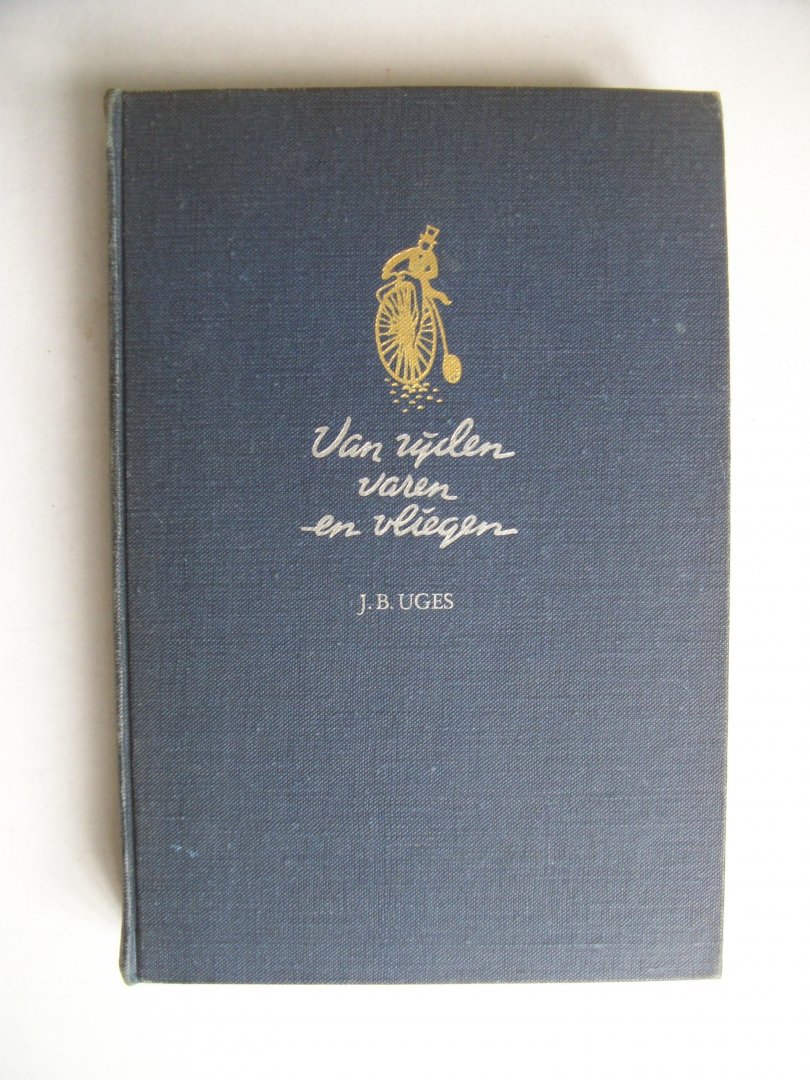 Van rijden
varen
en vliegen
J. B. UGES